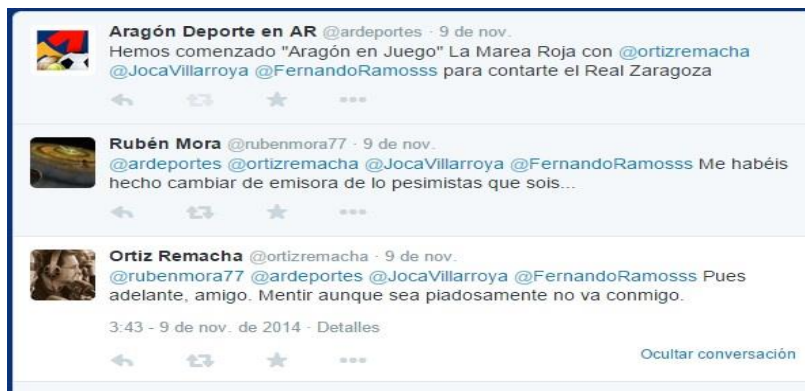 Aragón Deporte en AR @ardeportes · 9 de nov.
Hemos comenzado "Aragón en Juego" La Marea Roja con @ortizremacha
@JocaVillarroya @FernandoRamosss para contarte el Real Zaragoza
Rubén Mora @rubenmora77 · 9 de nov.
@ardeportes @ortizremacha @JocaVillarroya @FernandoRamosss Me habéis
hecho cambiar de emisora de lo pesimistas que sois...
Ortiz Remacha @ortizremacha · 9 de nov.
@rubenmora77 @ardeportes @JocaVillarroya @FernandoRamosss Pues
adelante, amigo. Mentir aunque sea piadosamente no va conmigo.
3:43 - 9 de nov. de 2014 · Detalles
Ocultar conversación